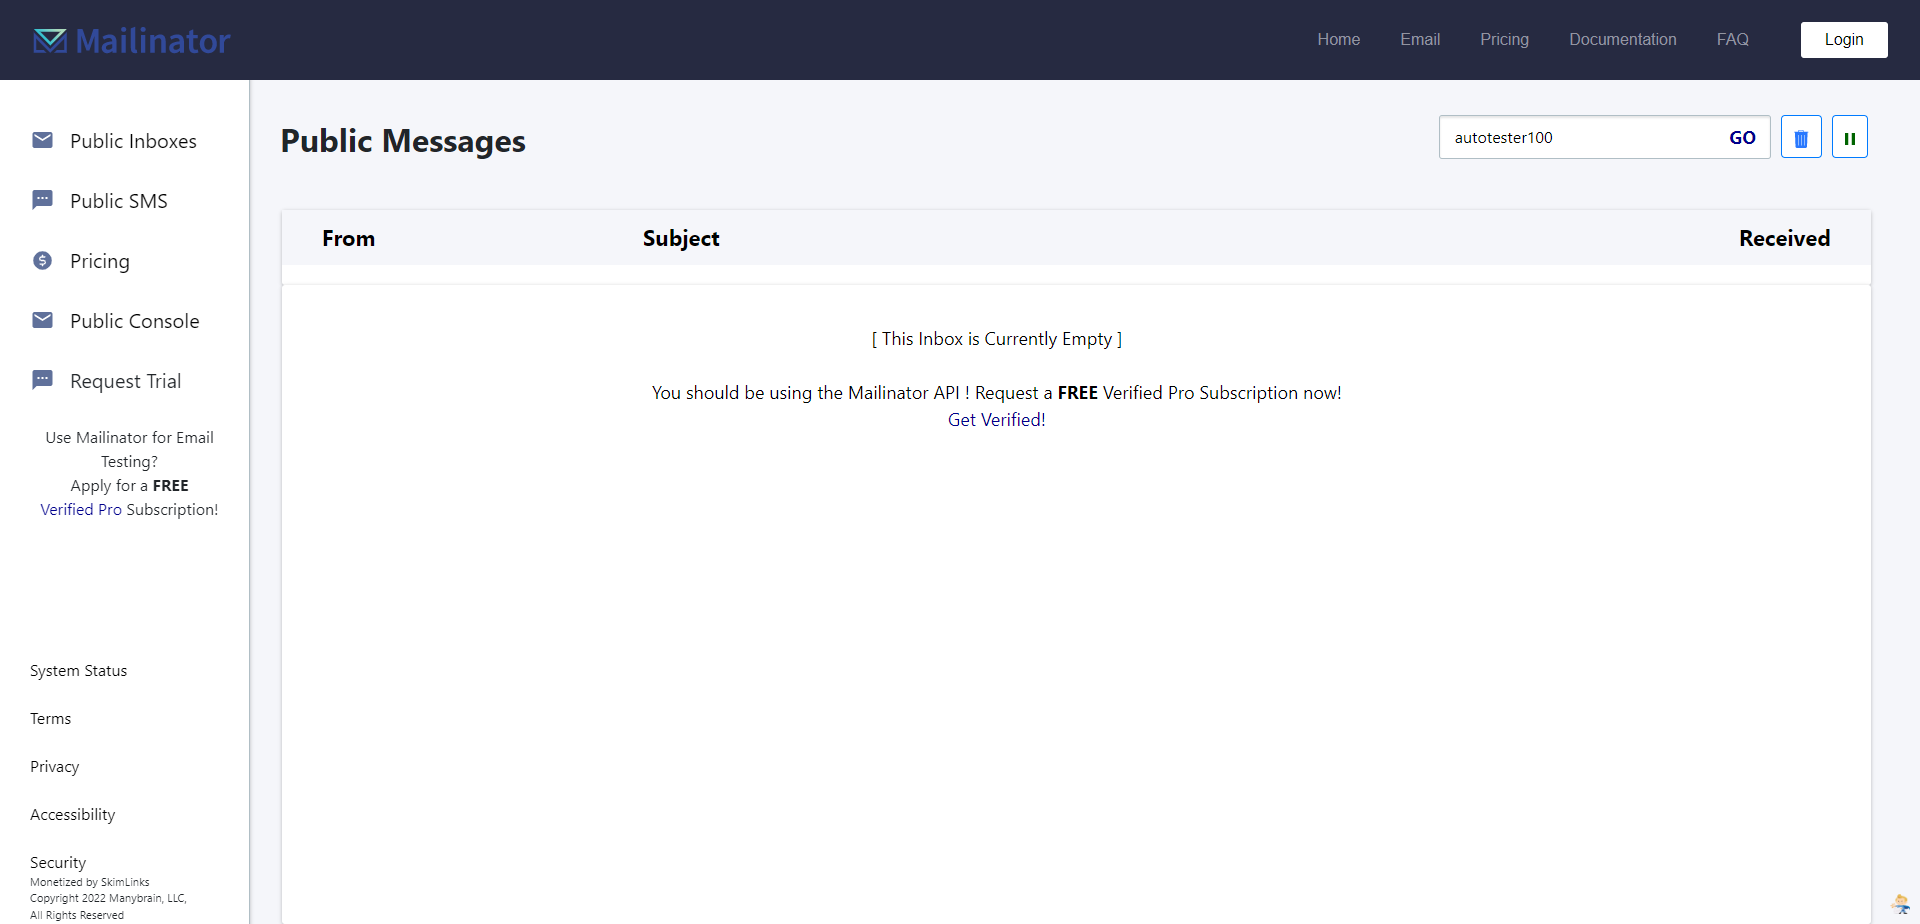 Mailinator
Home Email Pricing Documentation FAQ Login
Public Inboxes
Public SMS
Pricing
Public Console
Request Trial
Use Mailinator for Email
Testing?
Apply for a FREE
Verified Pro Subscription!
System Status
Terms
Privacy
Accessibility
Security
Monetized by SkimLinks
Copyright 2022 Manybrain, LLC,
All Rights Reserved
Public Messages
autotester100 GO
From Subject Received
[ This Inbox is Currently Empty ]
You should be using the Mailinator API ! Request a FREE Verified Pro Subscription now!
Get Verified!